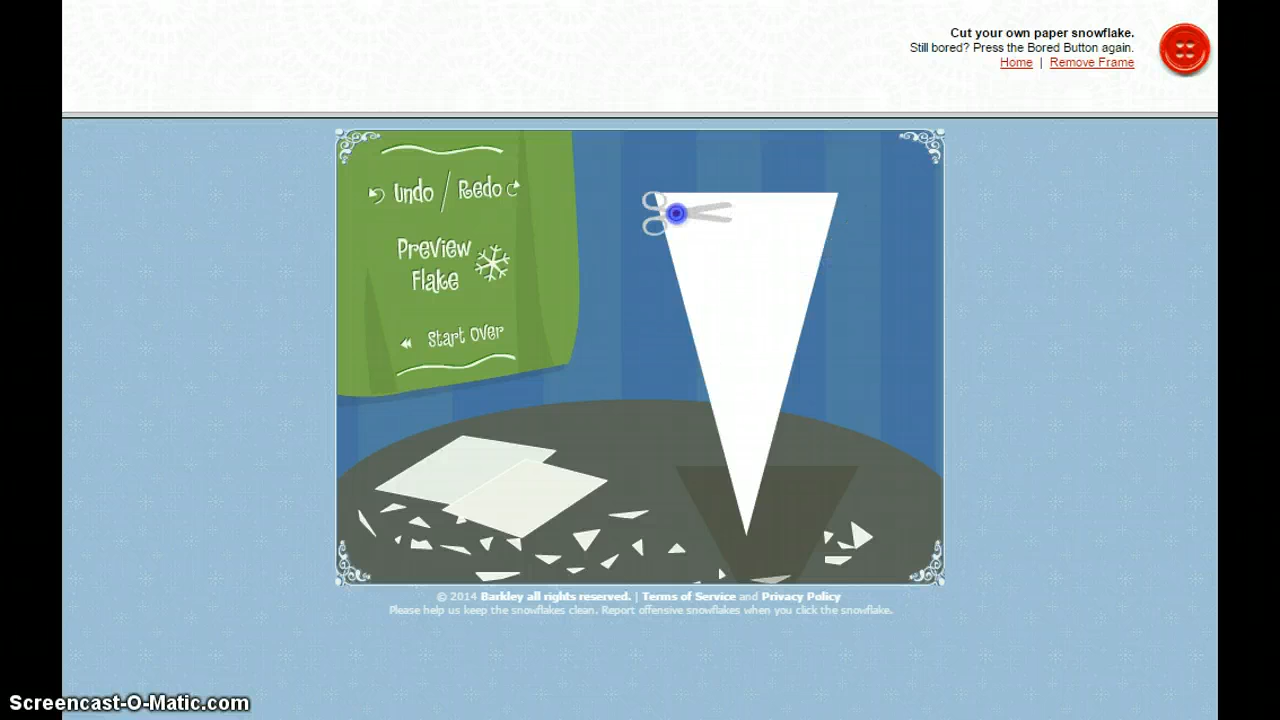 Cut your own paper snowflake.
Still bored? Press the Bored Button again.
Home | Remove Frame
Undo / Redo
Preview
Flake
Start Over
© 2014 Barkley all rights reserved. | Terms of Service and Privacy Policy
Please help us keep the snowflakes clean. Report offensive snowflakes when you click the snowflake.
Screencast-O-Matic.com